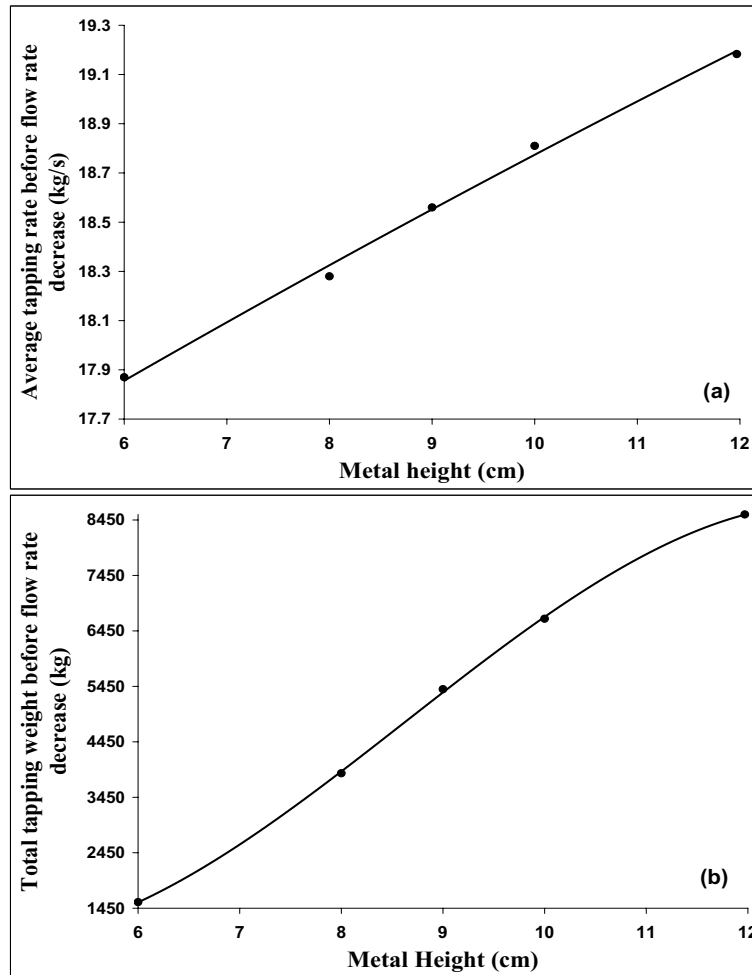 Average tapping rate before flow rate
decrease (kg/s)
19.3
19.1
18.9
18.7
18.5
18.3
18.1
17.9
17.7
6 7 8 9 10 11 12
Metal height (cm)
(a)
Total tapping weight before flow rate
decrease (kg)
8450
7450
6450
5450
4450
3450
2450
1450
6 7 8 9 10 11 12
Metal Height (cm)
(b)